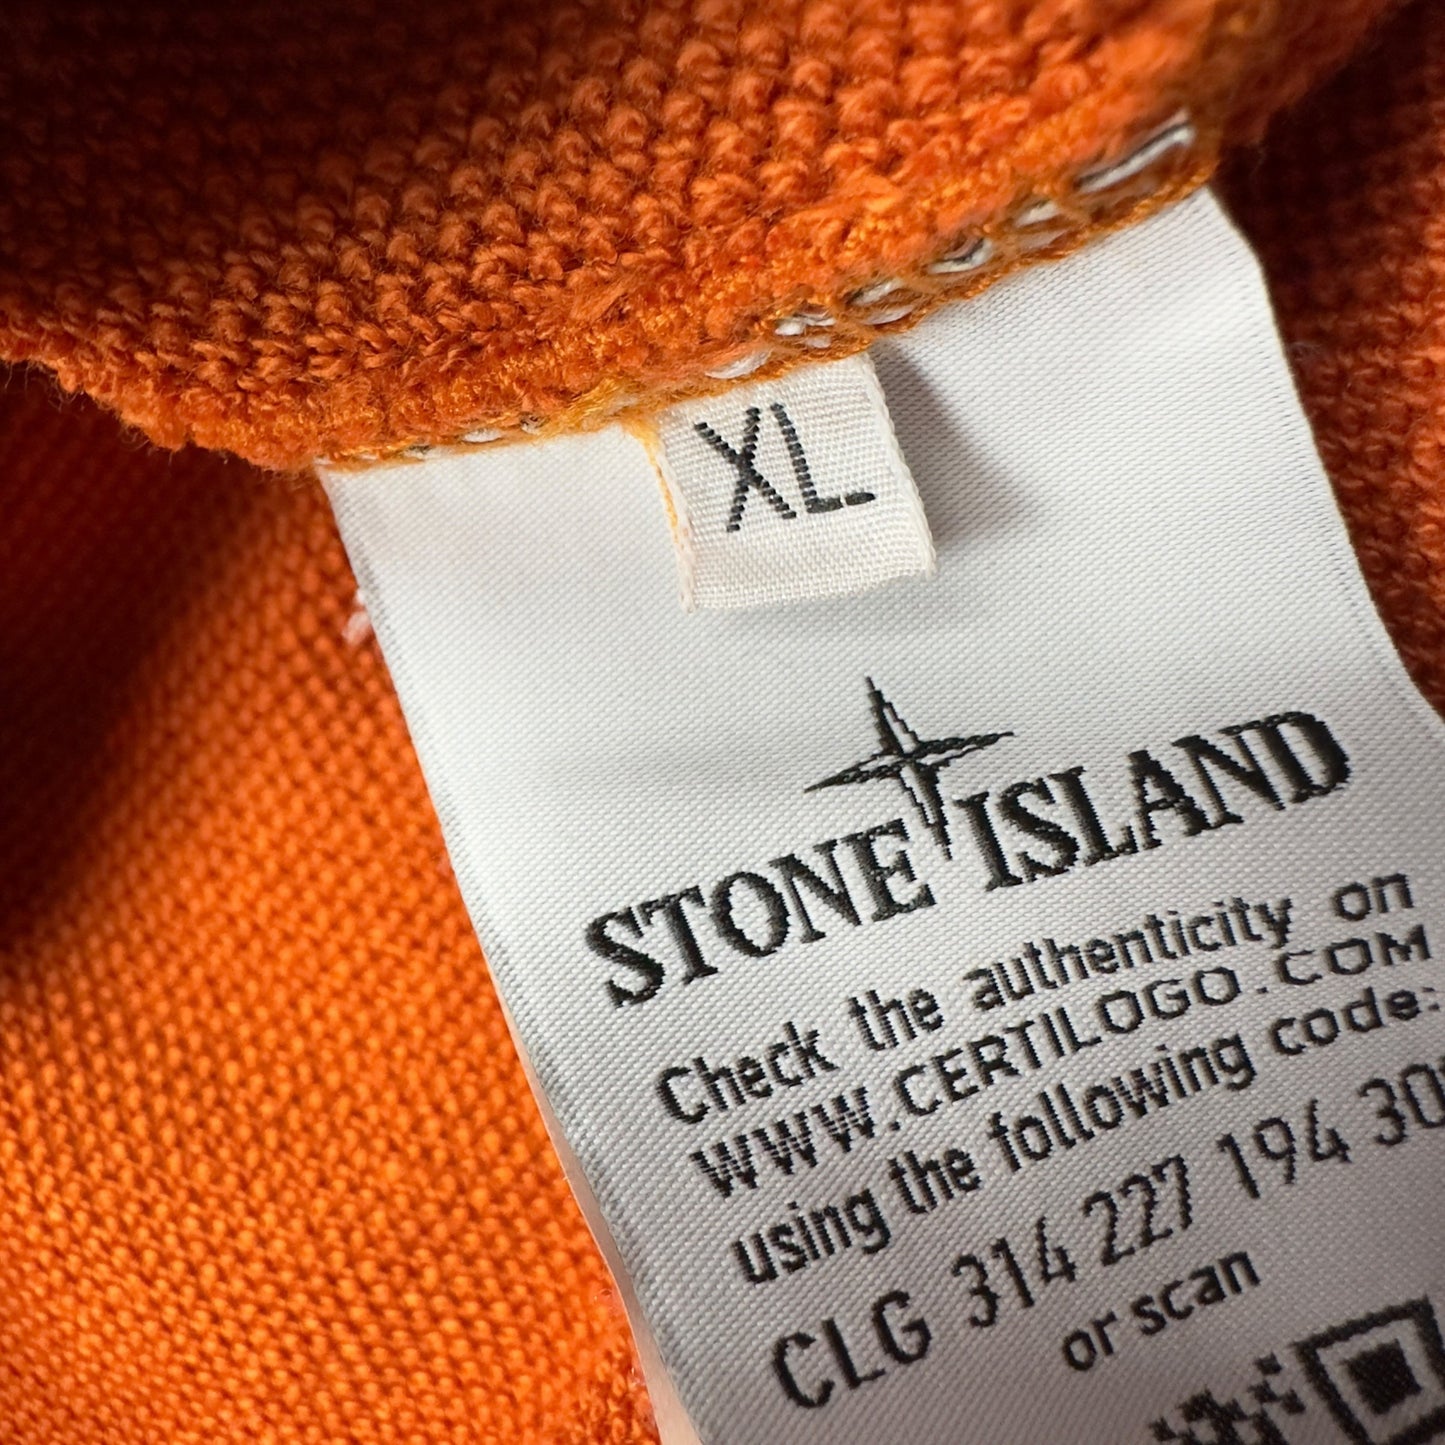 XL
STONE ISLAND
Check the authenticity on
WWW.CERTILOGO.COM
using the following code:
CLG 314 227 194 30
or scan